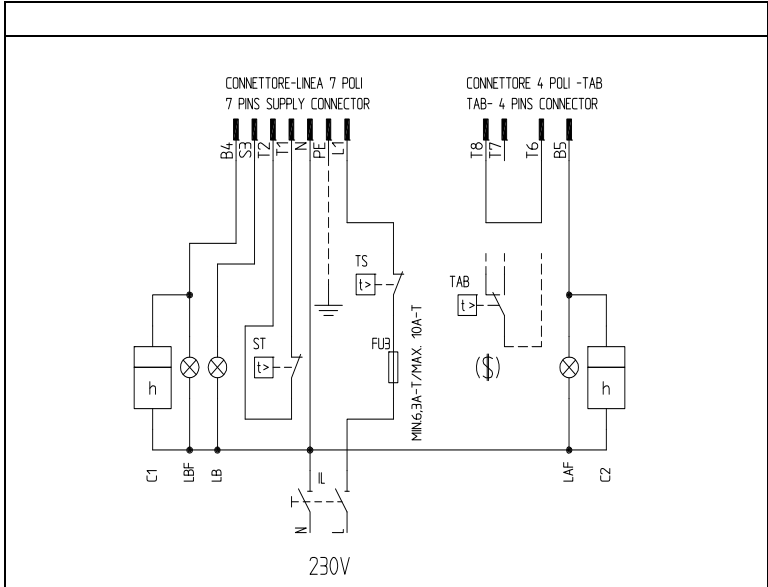 CONNETTORE-LINEA 7 POLI
7 PINS SUPPLY CONNECTOR
CONNETTORE 4 POLI -TAB
TAB- 4 PINS CONNECTOR
B4
S3
T2
T1
N
PE
L1
T8
T7
T6
B5
TS
t>
TAB
t>
ST
t>
FU3
MIN.6,3A-T/MAX. 10A-T
($)
h
h
C1
LBF
LB
IL
LAF
C2
N
L
230V